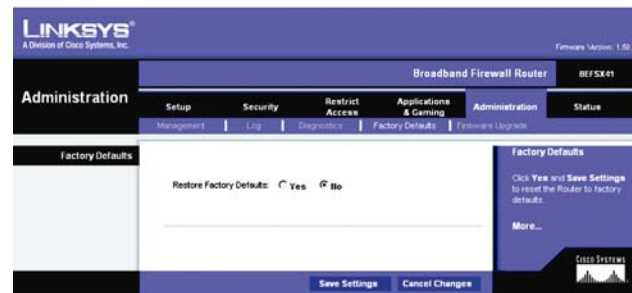 LINKSYS®
A Division of Cisco Systems, Inc.
Firmware Version: 1.50
Broadband Firewall Router
BEFSX41
Administration
Setup
Security
Restrict Access
Applications & Gaming
Administration
Status
Management | Log | Diagnostics | Factory Defaults | Firmware Upgrade
Factory Defaults
Restore Factory Defaults: Yes No
Factory Defaults
Click Yes and Save Settings
to reset the Router to factory
defaults.
More...
Save Settings
Cancel Changes
CISCO SYSTEMS